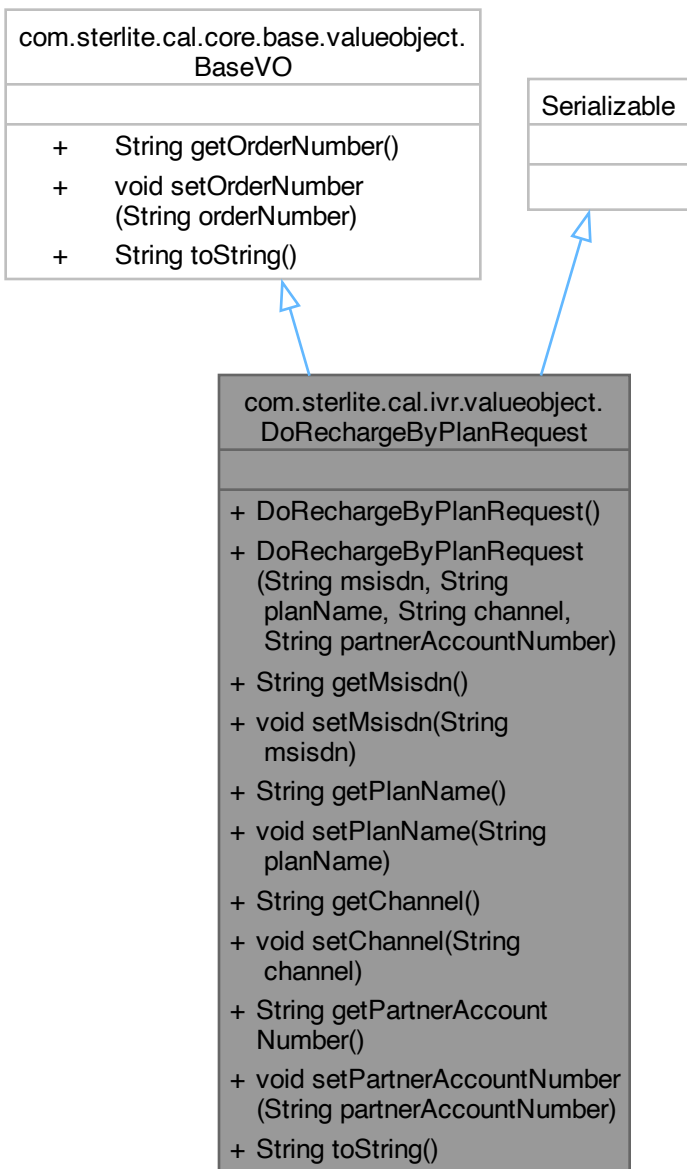 com.sterlite.cal.core.base.valueobject.
BaseVO
+ String getOrderNumber()
+ void setOrderNumber
(String orderNumber)
+ String toString()
Serializable
com.sterlite.cal.ivr.valueobject.
DoRechargeByPlanRequest
+ DoRechargeByPlanRequest()
+ DoRechargeByPlanRequest
(String msisdn, String
planName, String channel,
String partnerAccountNumber)
+ String getMsisdn()
+ void setMsisdn(String
msisdn)
+ String getPlanName()
+ void setPlanName(String
planName)
+ String getChannel()
+ void setChannel(String
channel)
+ String getPartnerAccount
Number()
+ void setPartnerAccountNumber
(String partnerAccountNumber)
+ String toString()